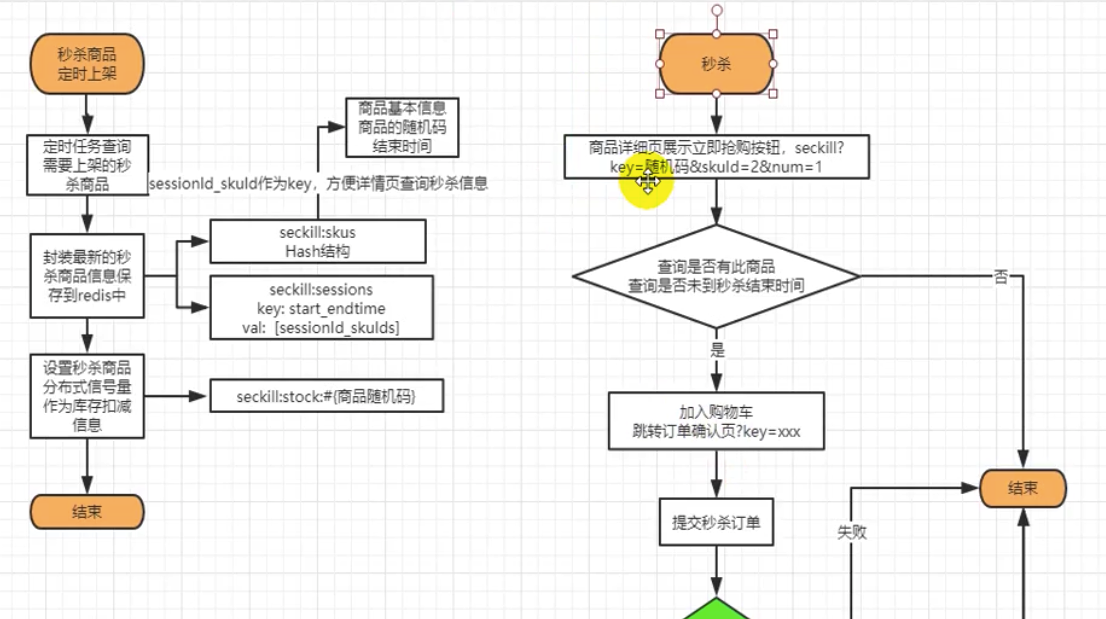 秒杀商品
定时上架
定时任务查询
需要上架的秒
杀商品
商品基本信息
商品的随机码
结束时间
sessionId_skuId作为key，方便详情页查询秒杀信息
封装最新的秒
杀商品信息保
存到redis中
seckill:skus
Hash结构
seckill:sessions
key: start_endtime
val: [sessionId_skuIds]
设置秒杀商品
分布式信号量
作为库存扣减
信息
seckill:stock:#{商品随机码}
结束
秒杀
商品详细页展示立即抢购按钮，seckill?
key=随机码&skuId=2&num=1
查询是否有此商品
查询是否未到秒杀结束时间
否
是
加入购物车
跳转订单确认页?key=xxx
结束
提交秒杀订单
失败